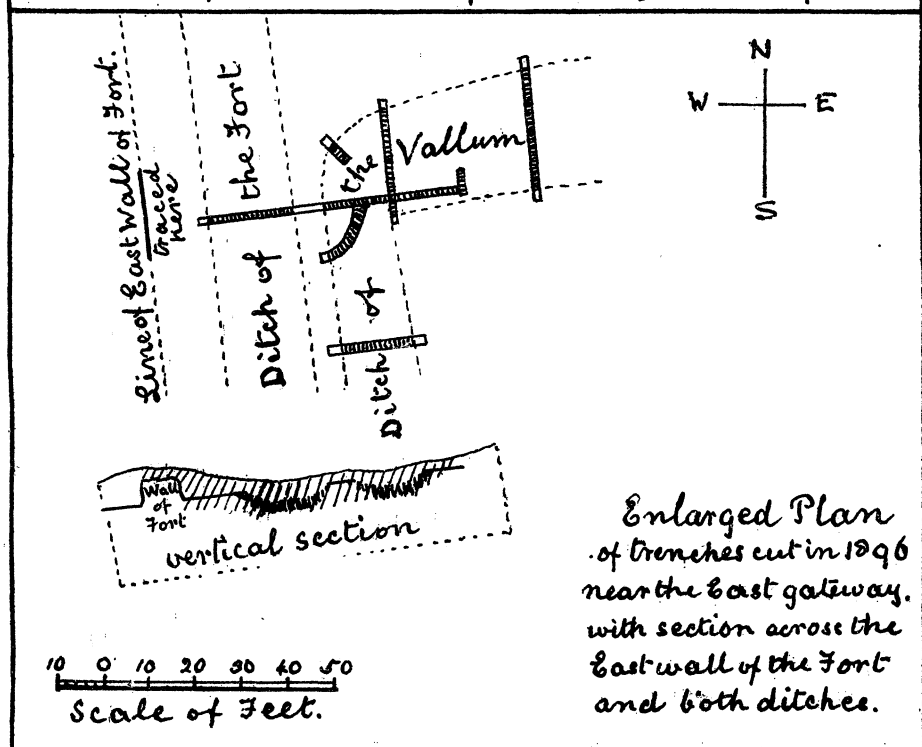 Line of East Wall of Fort.
traced
here
Ditch of the Fort
Ditch of the Vallum
N
W E
S
Wall
of
Fort
vertical section
10 0 10 20 30 40 50
Scale of Feet.
Enlarged Plan
of trenches cut in 1896
near the East gateway.
with section across the
East wall of the Fort
and both ditches.